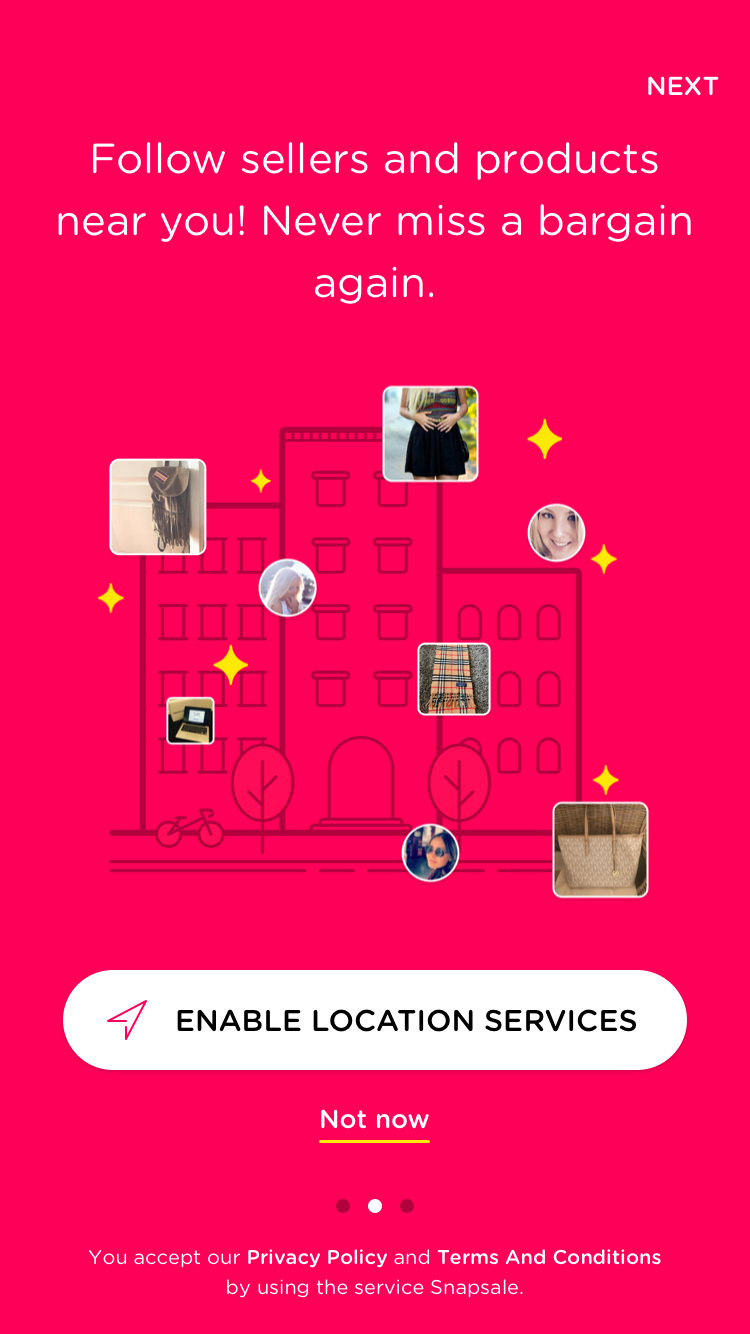 NEXT
Follow sellers and products
near you! Never miss a bargain
again.
ENABLE LOCATION SERVICES
Not now
You accept our Privacy Policy and Terms And Conditions
by using the service Snapsale.